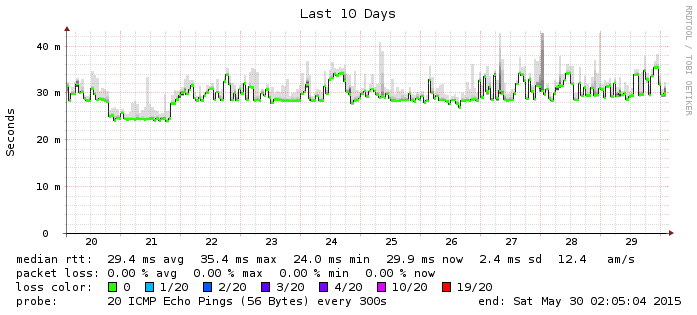 Last 10 Days
RRDTOOL / TOBI OETIKER
Seconds
40 m
30 m
20 m
10 m
0
20 21 22 23 24 25 26 27 28 29
median rtt: 29.4 ms avg 35.4 ms max 24.0 ms min 29.9 ms now 2.4 ms sd 12.4 am/s
packet loss: 0.00 % avg 0.00 % max 0.00 % min 0.00 % now
loss color: 0 1/20 2/20 3/20 4/20 10/20 19/20
probe: 20 ICMP Echo Pings (56 Bytes) every 300s end: Sat May 30 02:05:04 2015